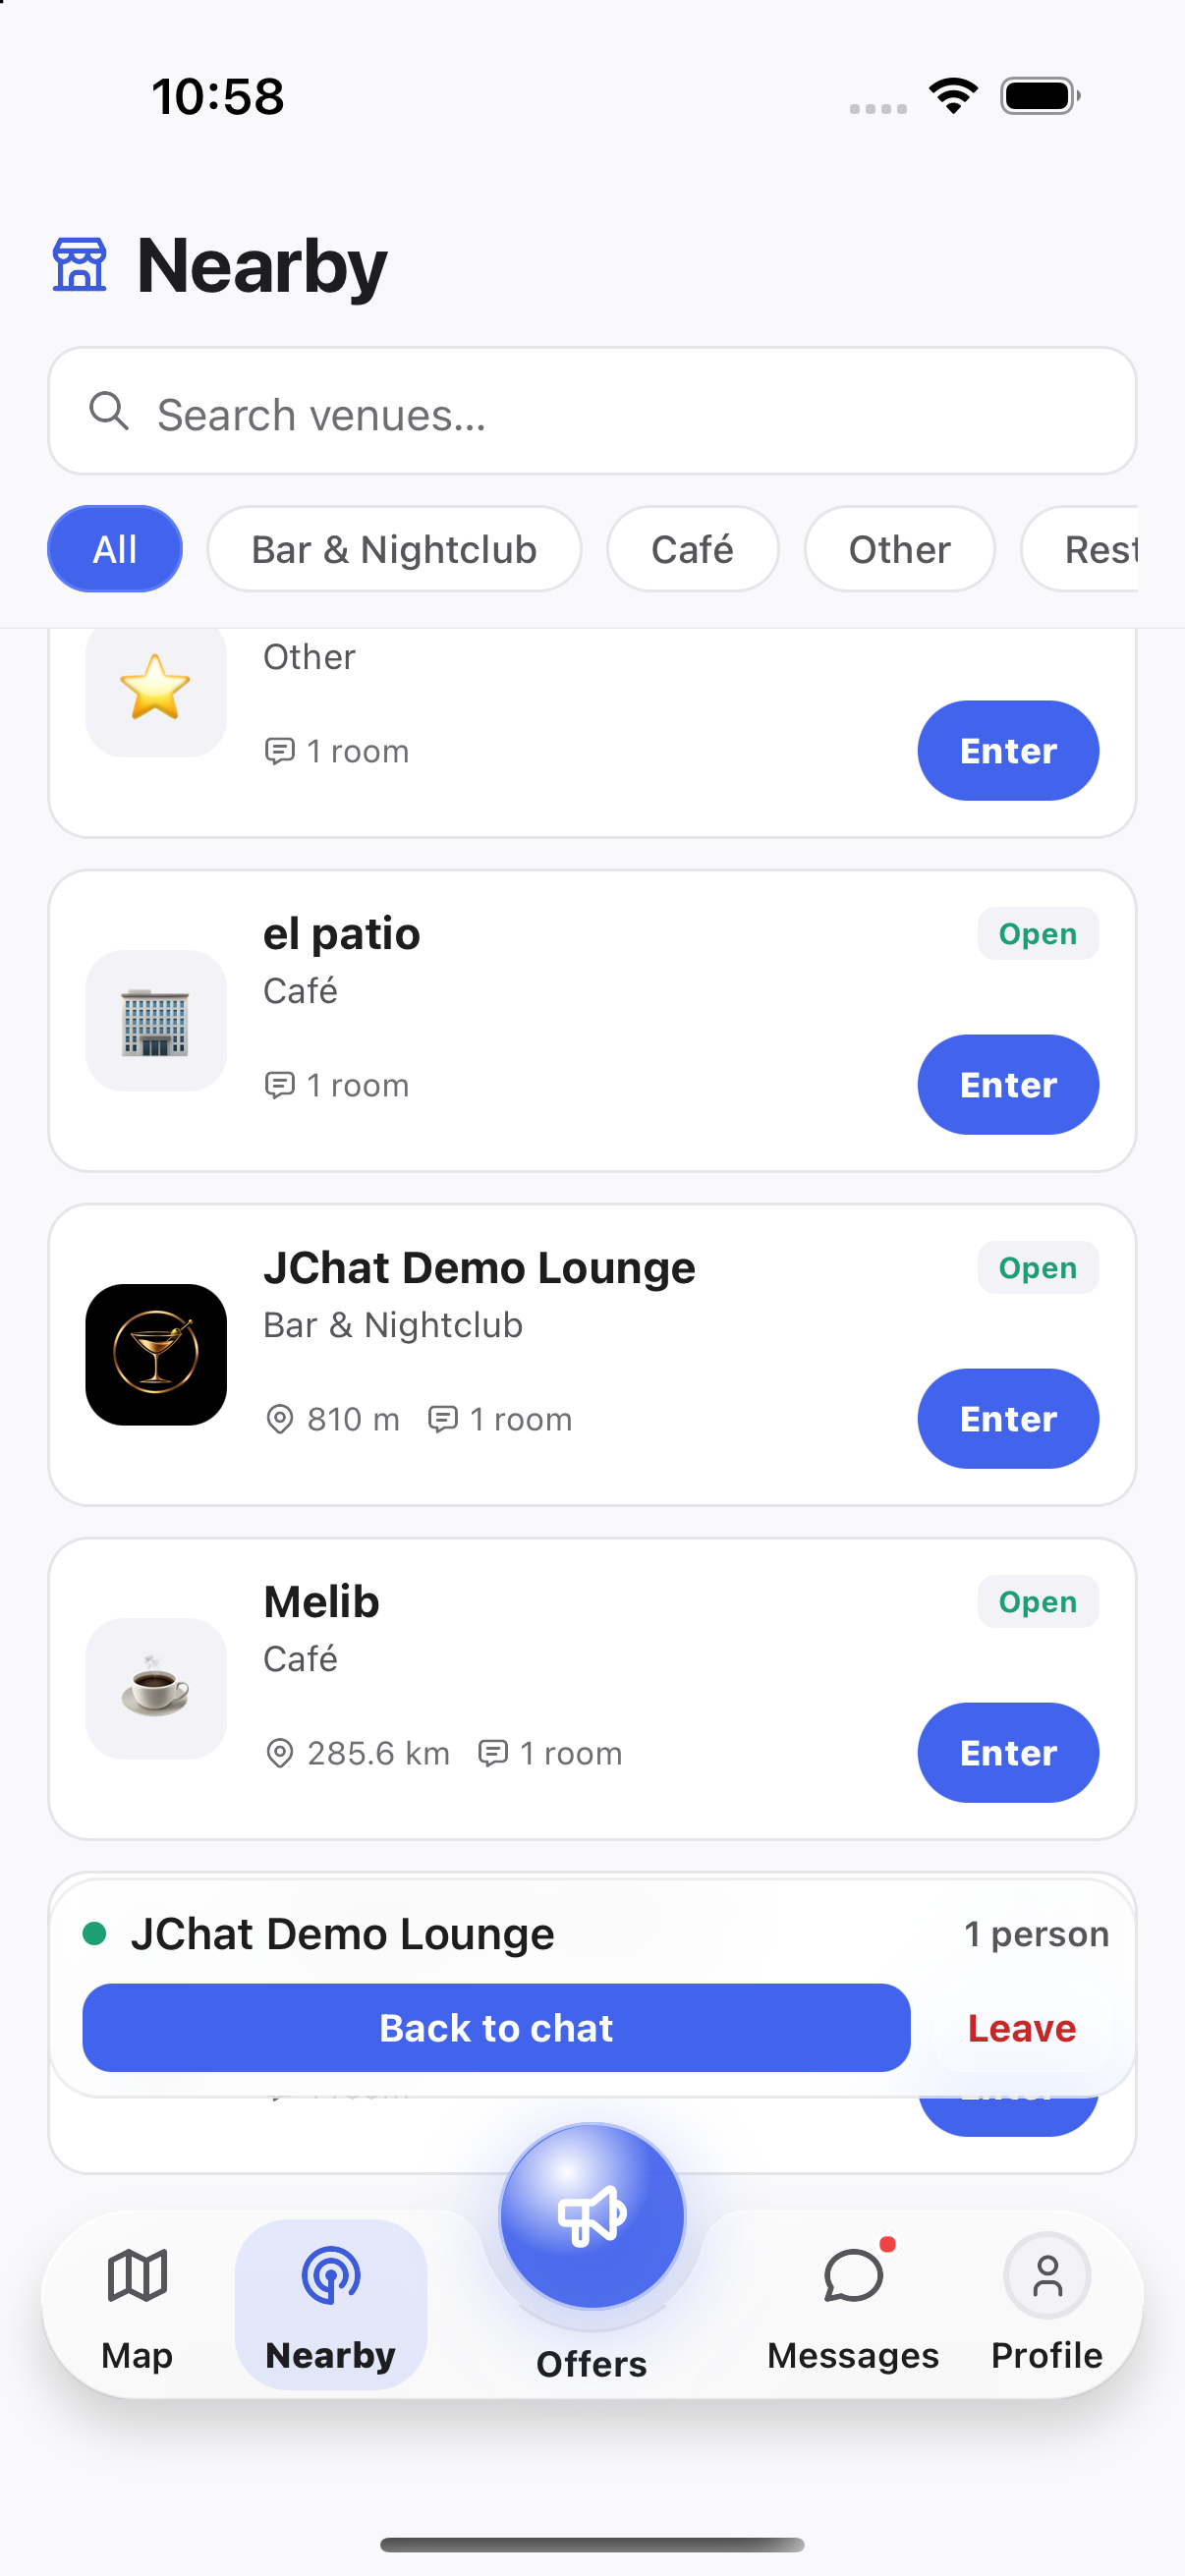 10:58
Nearby
Search venues...
All
Bar & Nightclub
Café
Other
Rest
Other
1 room
Enter
el patio
Open
Café
1 room
Enter
JChat Demo Lounge
Open
Bar & Nightclub
810 m
1 room
Enter
Melib
Open
Café
285.6 km
1 room
Enter
JChat Demo Lounge
1 person
Back to chat
Leave
Map
Nearby
Offers
Messages
Profile